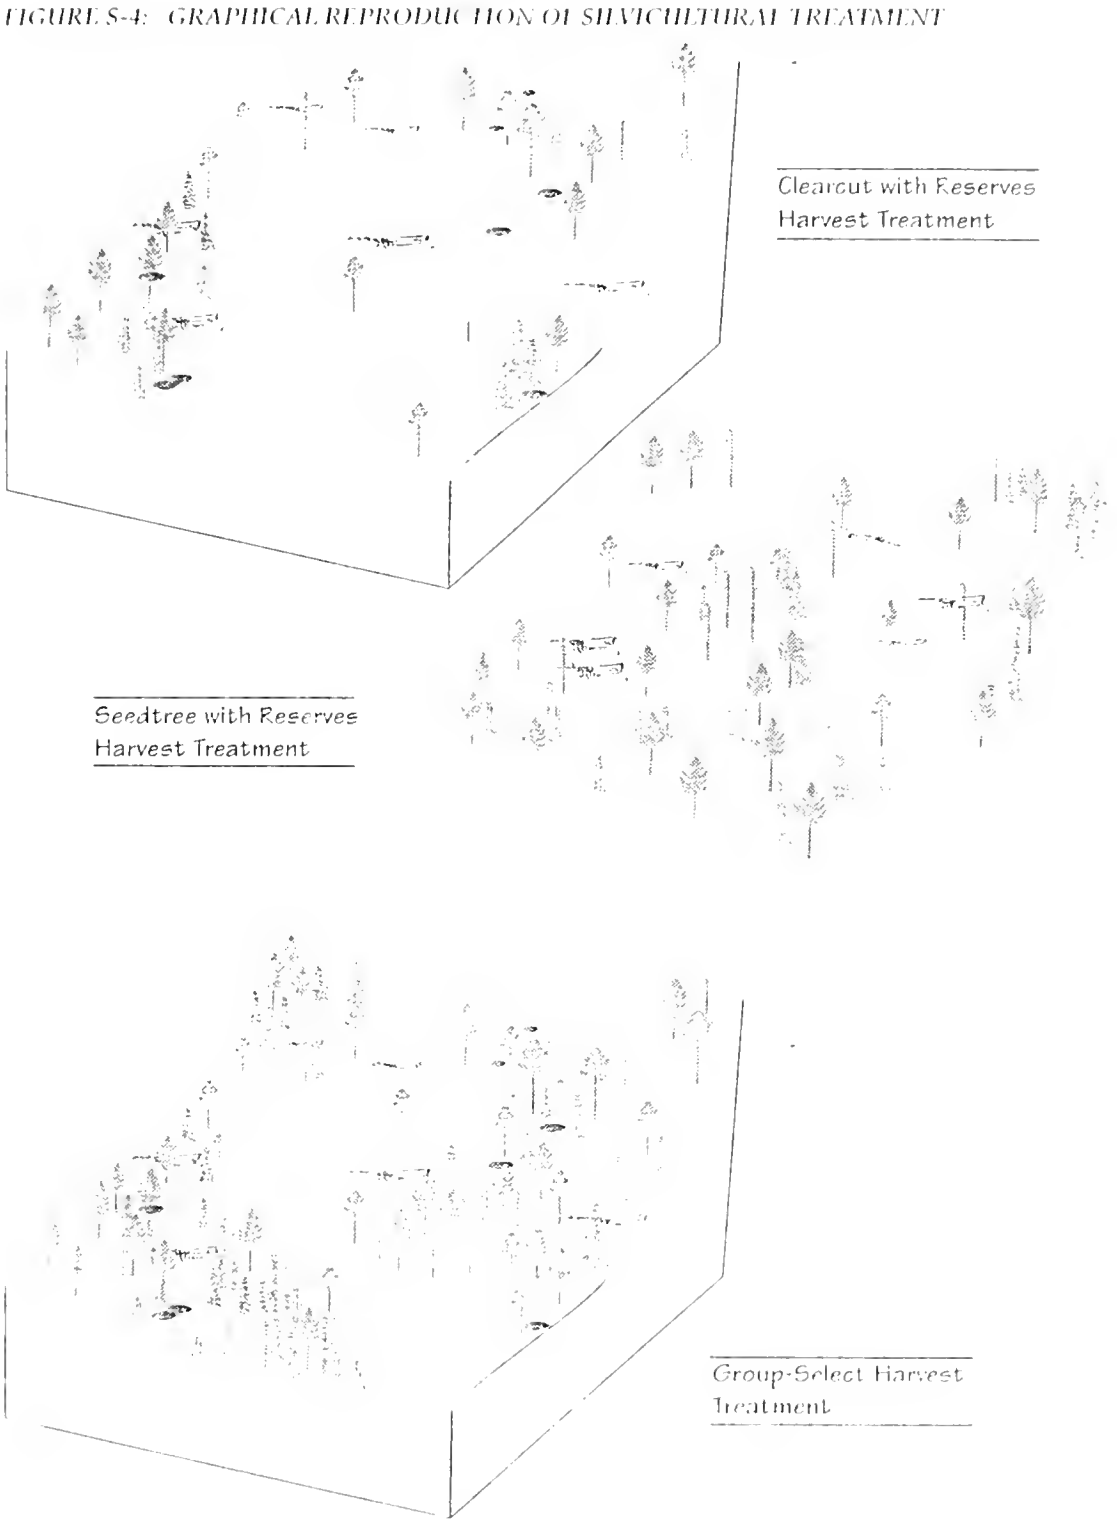 FIGURE S-4: GRAPHICAL REPRODUCTION OF SILVICULTURAL TREATMENT
Clearcut with Reserves
Harvest Treatment
Seedtree with Reserves
Harvest Treatment
Group-Select Harvest
Treatment